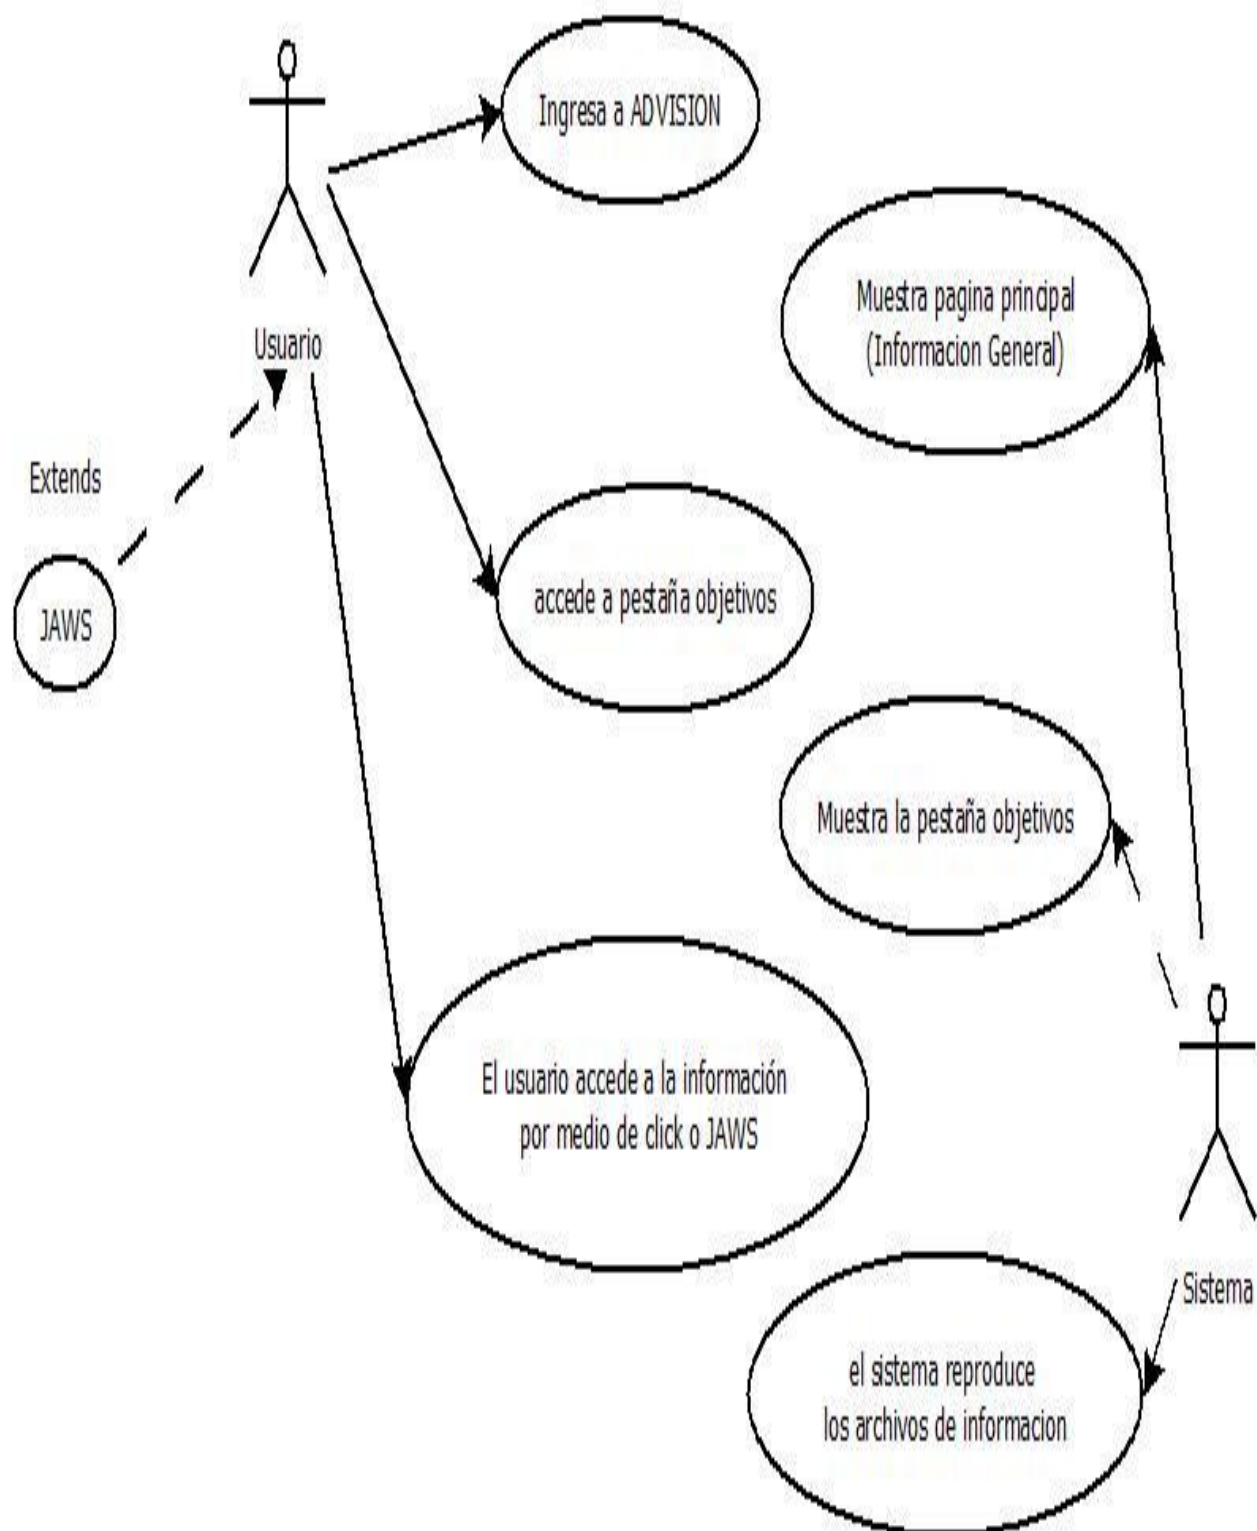 Ingresa a ADVISION
Muestra pagina principal
(Informacion General)
Usuario
Extends
JAWS
accede a pestaña objetivos
Muestra la pestaña objetivos
El usuario accede a la información
por medio de click o JAWS
Sistema
el sistema reproduce
los archivos de informacion